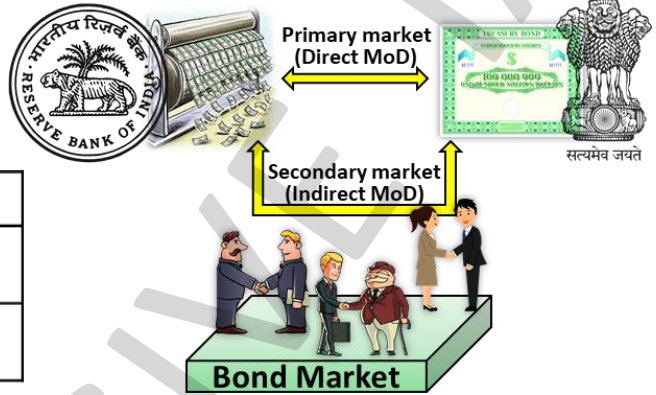 भारतीय रिज़र्व बैंक
RESERVE BANK OF INDIA
Primary market
(Direct MoD)
TREASURY BOND
$
100 000 000
सत्यमेव जयते
Secondary market
(Indirect MoD)
Bond Market